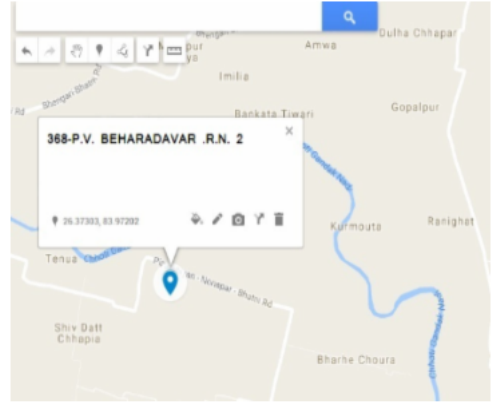 Dulha Chhapar
Amwa
Imilia
Bankata Tiwari
Gopalpur
368-P.V. BEHARADAVAR .R.N. 2
×
26.37303, 83.97202
Kurmouta
Ranighat
Tenua
Shiv Datt
Chhapia
Bharhe Choura